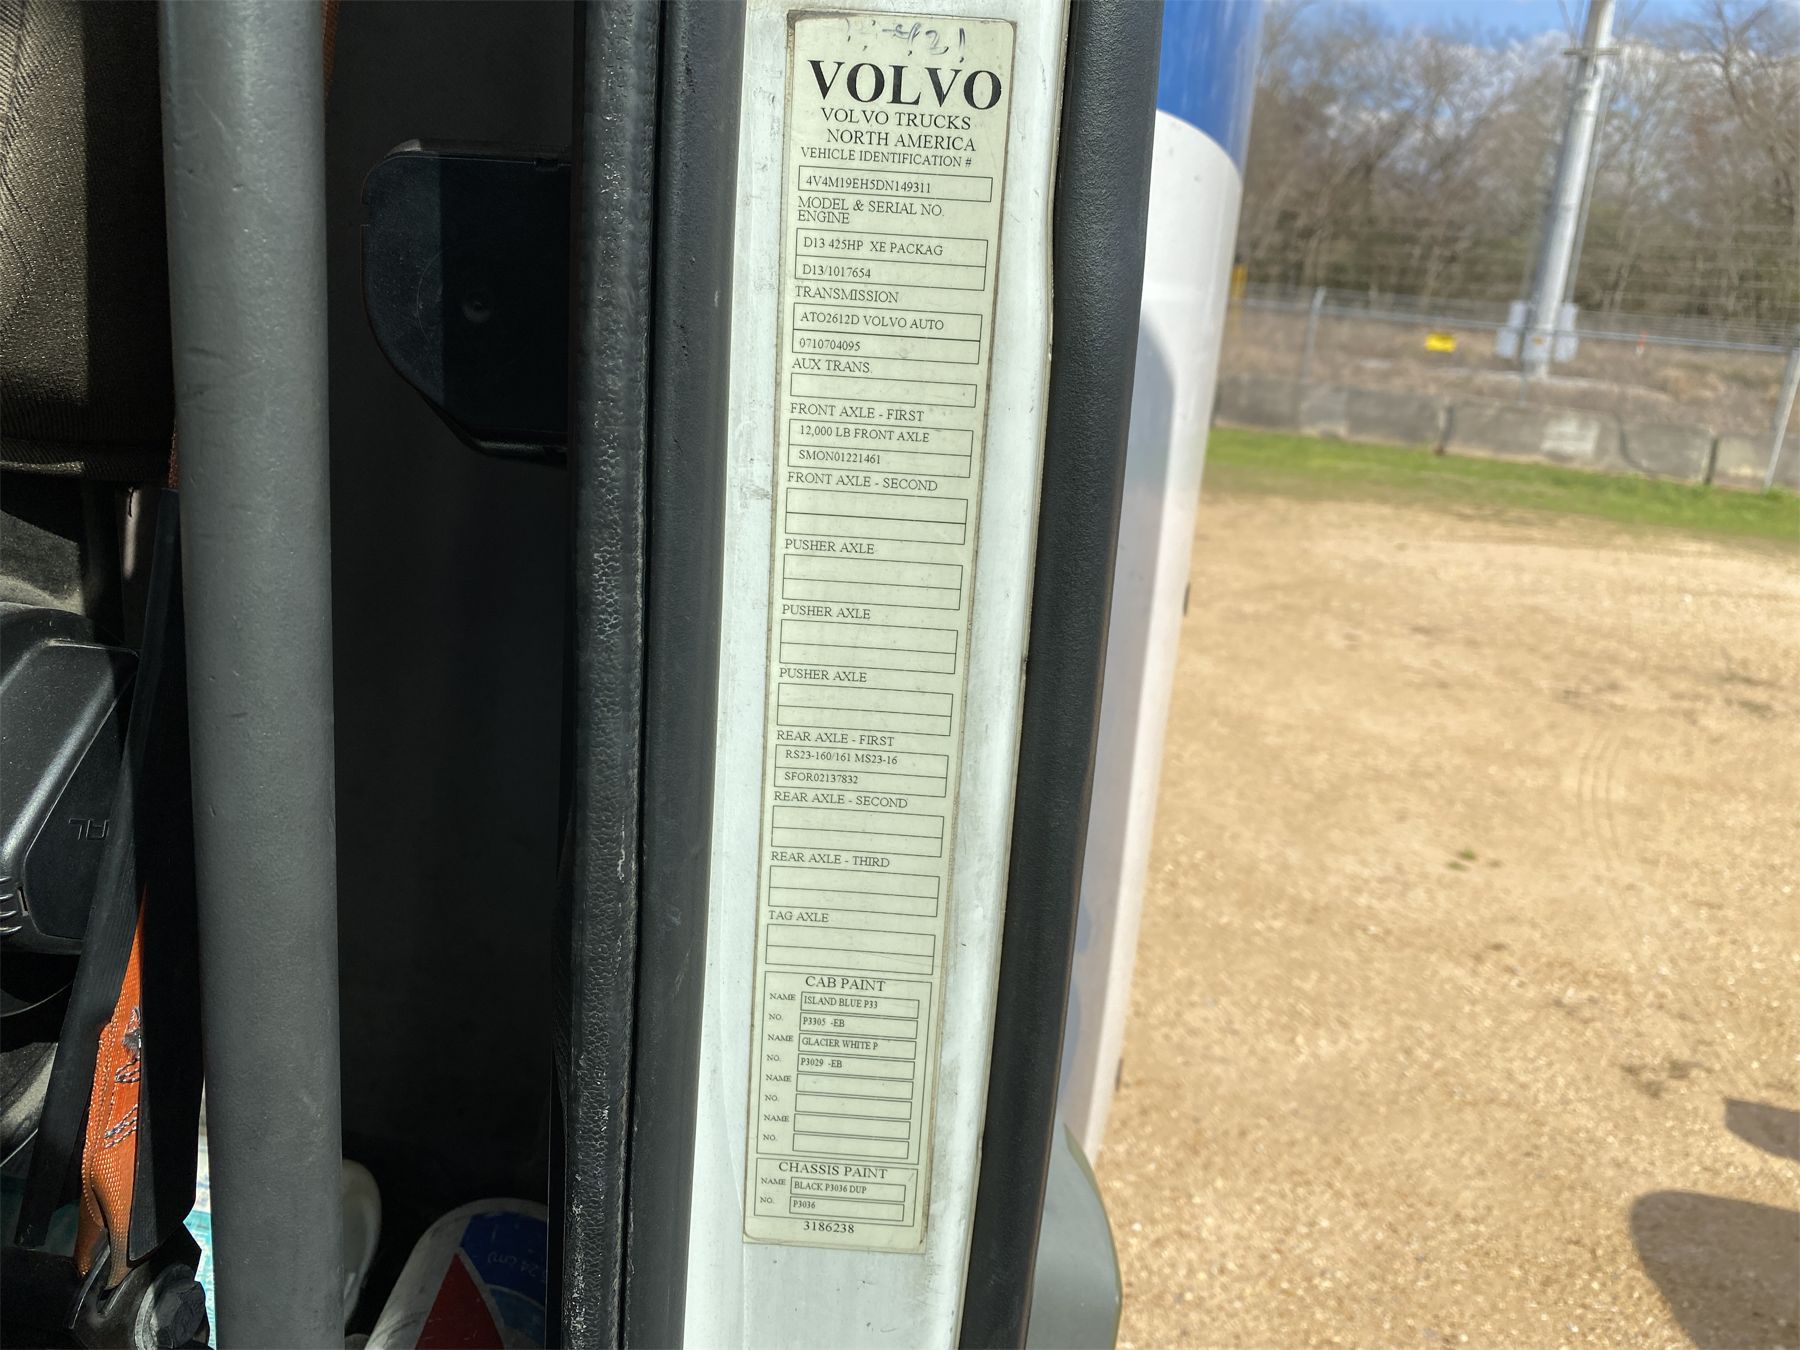 VOLVO
VOLVO TRUCKS
NORTH AMERICA
VEHICLE IDENTIFICATION #
4V4M19EH5DN149311
MODEL & SERIAL NO.
ENGINE
D13 425HP XE PACKAG
D13/1017654
TRANSMISSION
ATO2612D VOLVO AUTO
0710704095
AUX TRANS.
FRONT AXLE - FIRST
12,000 LB FRONT AXLE
SMON01221461
FRONT AXLE - SECOND
PUSHER AXLE
PUSHER AXLE
PUSHER AXLE
REAR AXLE - FIRST
RS23-160/161 MS23-16
SFOR02137832
REAR AXLE - SECOND
REAR AXLE - THIRD
TAG AXLE
CAB PAINT
NAME ISLAND BLUE P33
NO. P3305 -EB
NAME GLACIER WHITE P
NO. P3029 -EB
NAME
NO.
NAME
NO.
CHASSIS PAINT
NAME BLACK P3036 DUP
NO. P3036
3186238